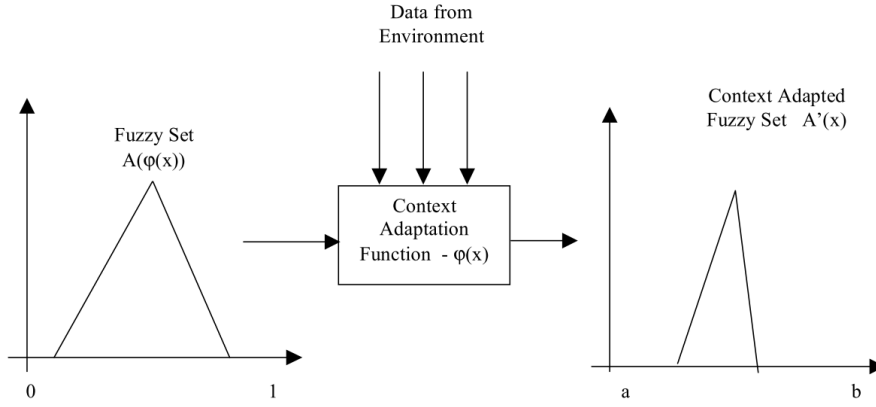 Data from
Environment
Fuzzy Set
A(φ(x))
Context
Adaptation
Function - φ(x)
Context Adapted
Fuzzy Set A’(x)
0
1
a
b